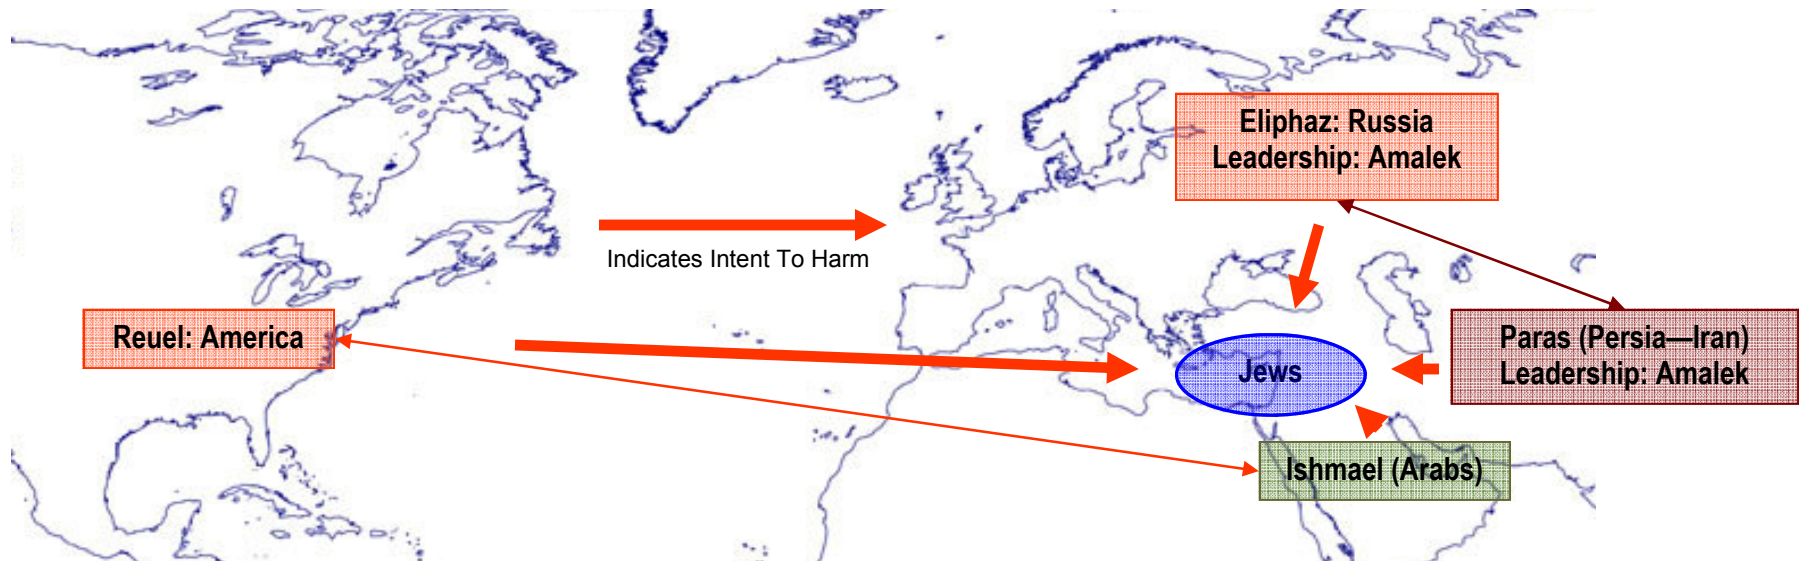 Eliphaz: Russia
Leadership: Amalek
Indicates Intent To Harm
Reuel: America
Paras (Persia—Iran)
Leadership: Amalek
Jews
Ishmael (Arabs)